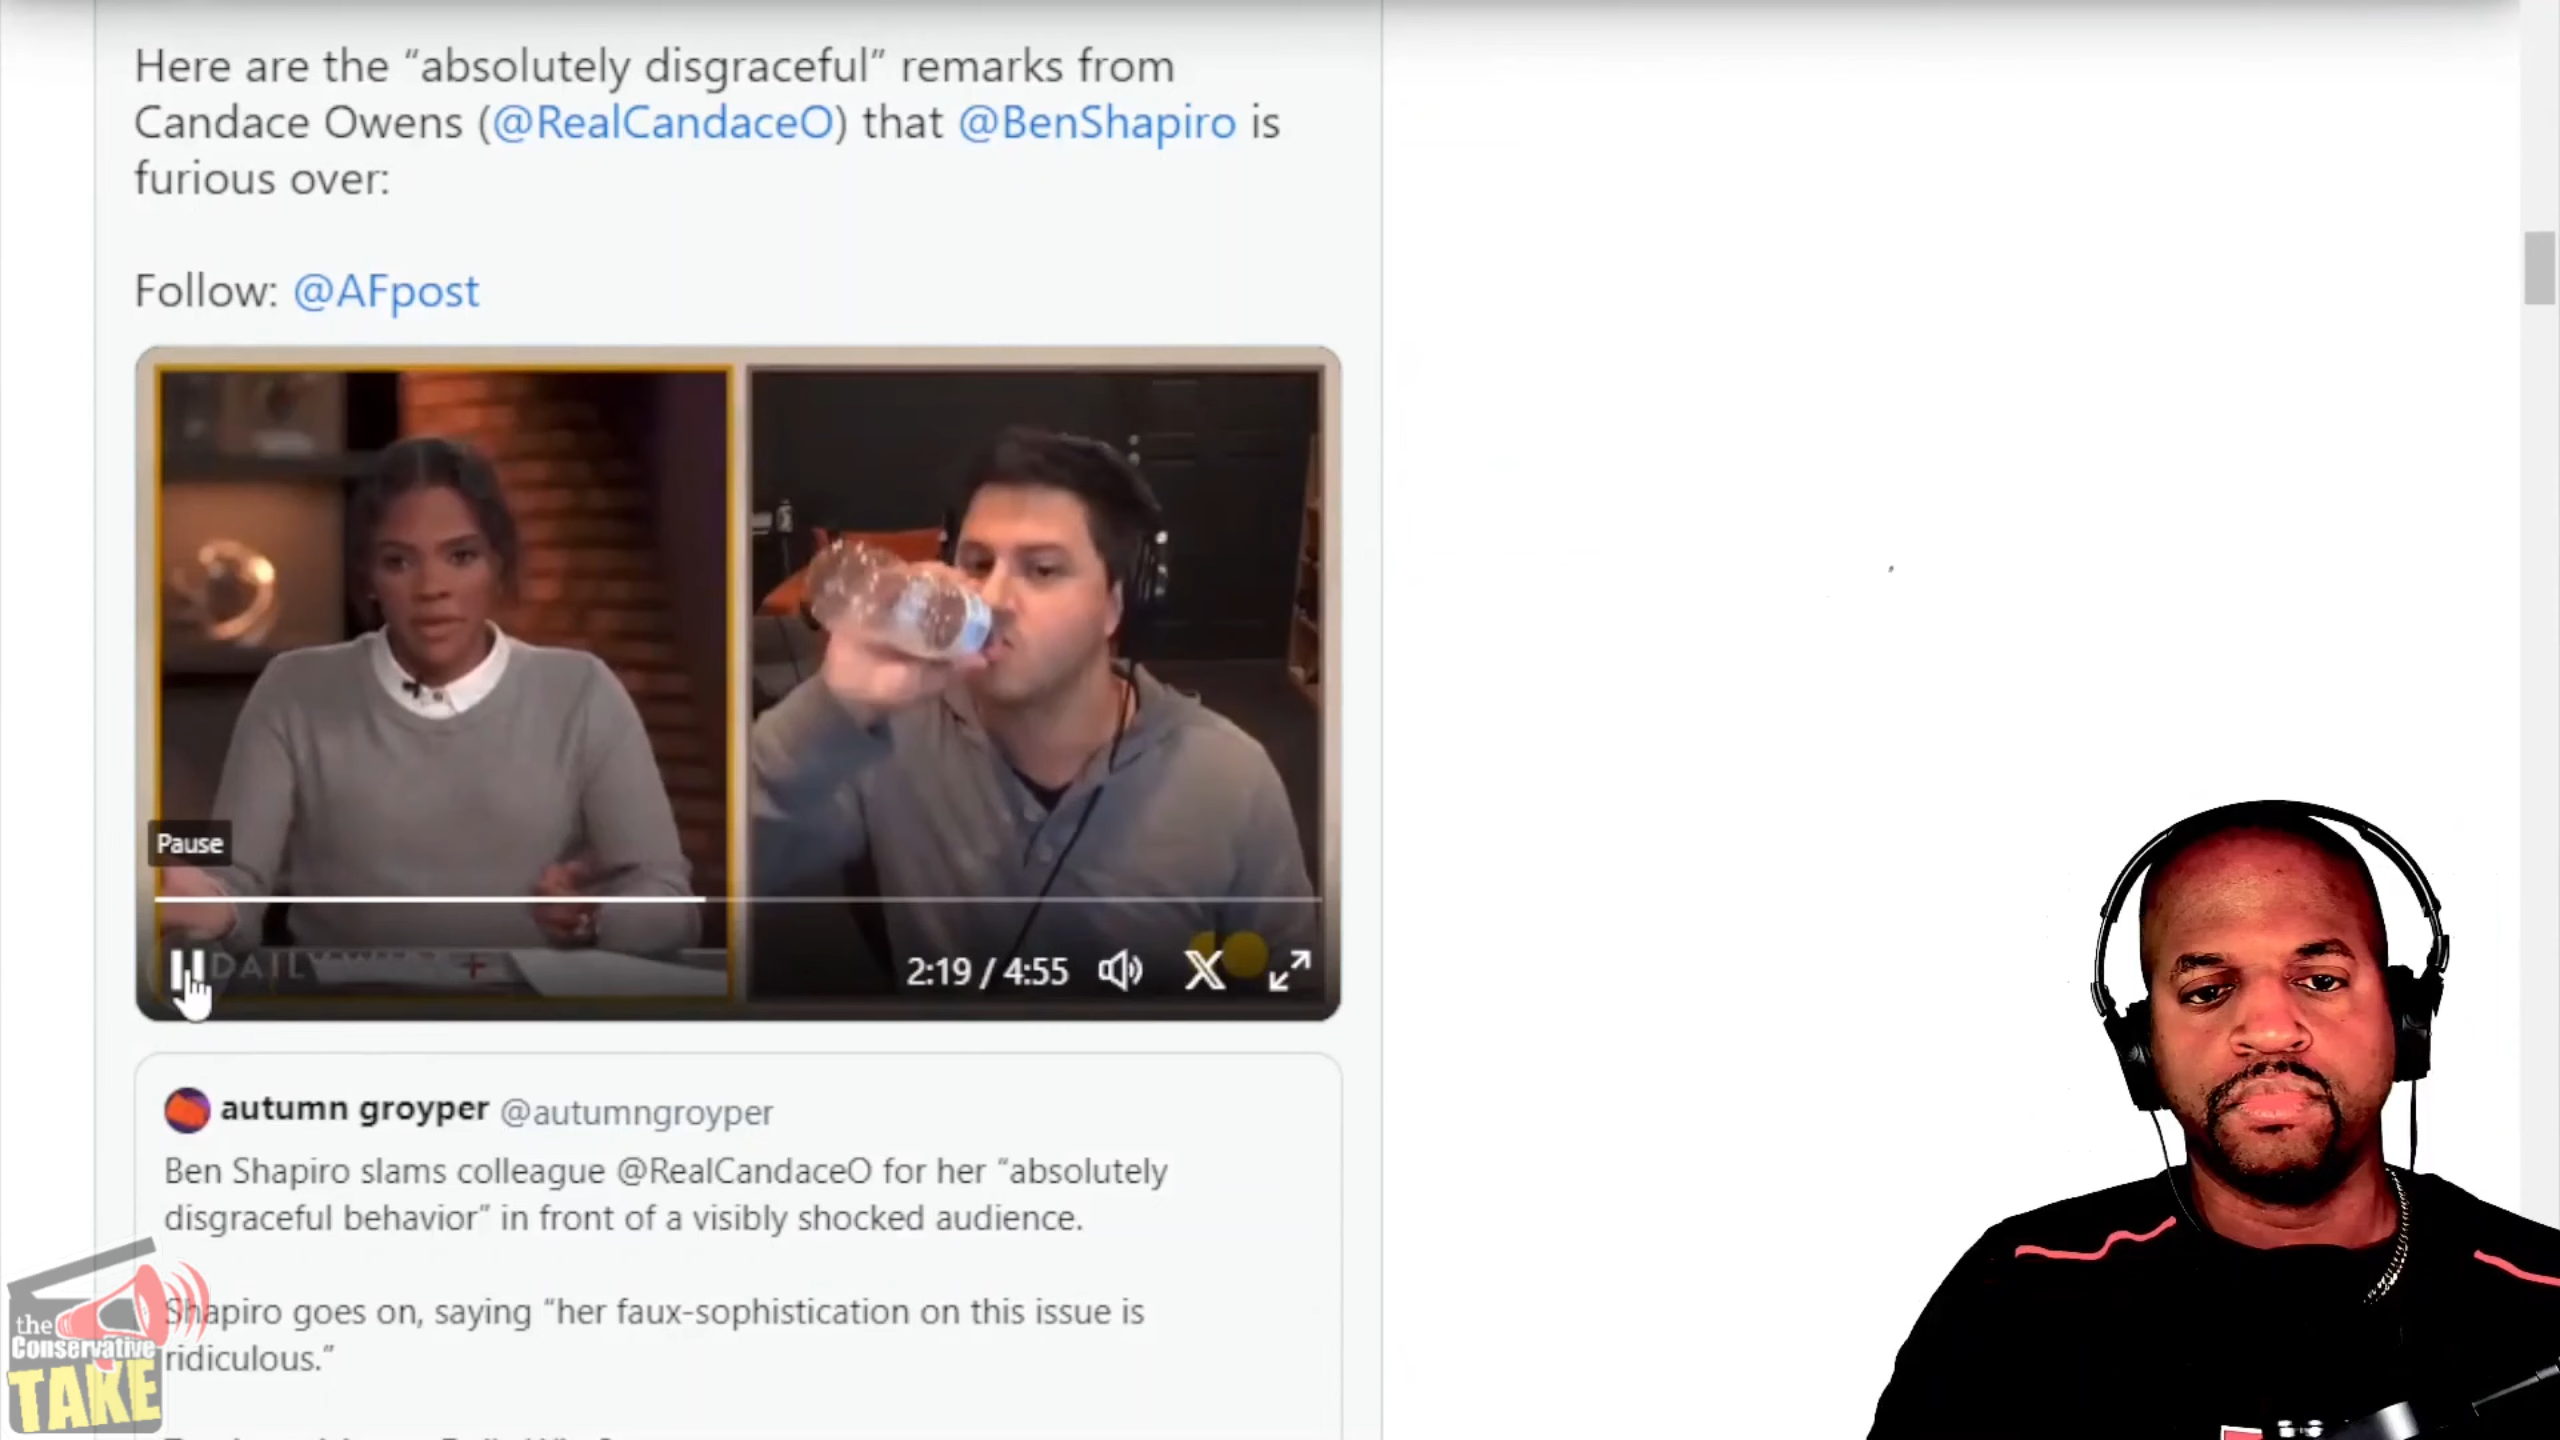 Here are the “absolutely disgraceful” remarks from
Candace Owens (@RealCandaceO) that @BenShapiro is
furious over:
Follow: @AFpost
Pause
2:19 / 4:55
autumn groyper @autumngroyper
Ben Shapiro slams colleague @RealCandaceO for her “absolutely
disgraceful behavior” in front of a visibly shocked audience.
Shapiro goes on, saying “her faux-sophistication on this issue is
ridiculous.”
the
Conservative
TAKE